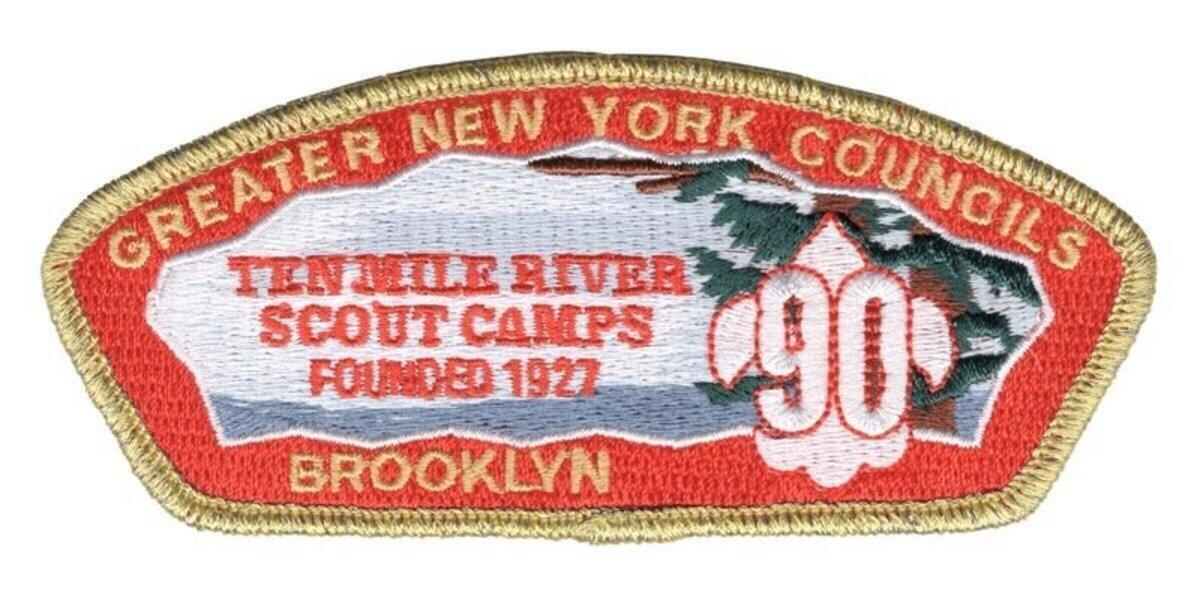 GREATER NEW YORK COUNCILS
TEN MILE RIVER
SCOUT CAMPS
FOUNDED 1927
90
BROOKLYN